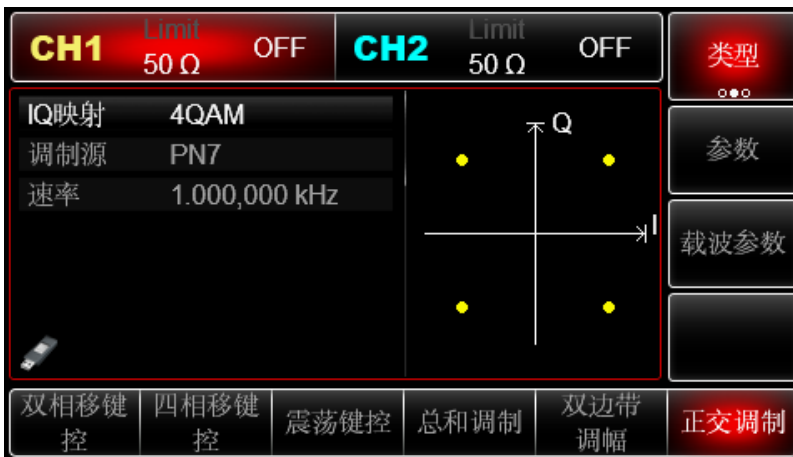 CH1 Limit 50 Ω OFF
CH2 Limit 50 Ω OFF
类型
IQ映射 4QAM
调制源 PN7
速率 1.000,000 kHz
Q
I
参数
载波参数
双相移键
控
四相移键
控
震荡键控
总和调制
双边带
调幅
正交调制